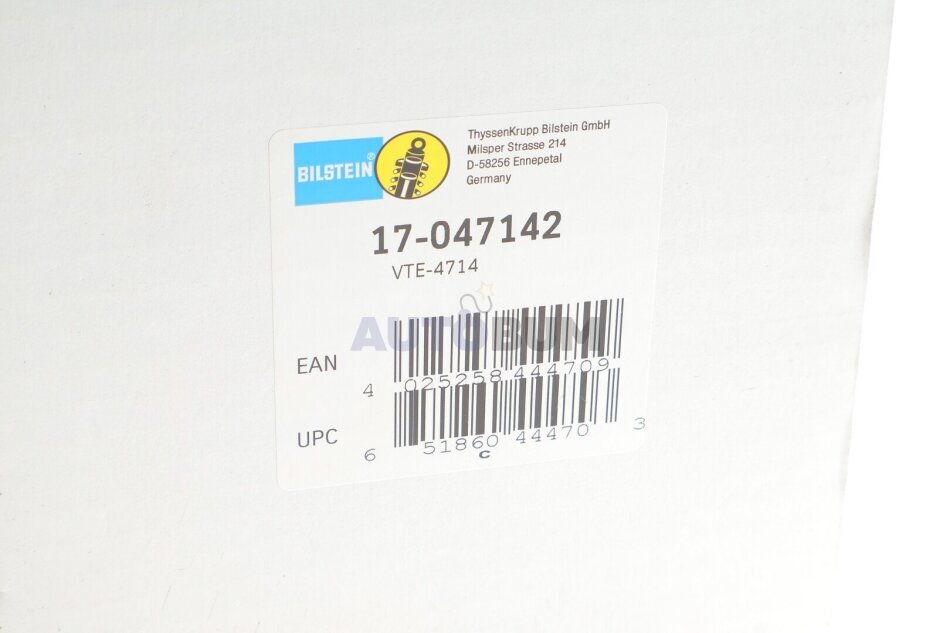 BILSTEIN®
ThyssenKrupp Bilstein GmbH
Milsper Strasse 214
D-58256 Ennepetal
Germany
17-047142
VTE-4714
AUTOBUM
EAN
4 025258 444709
UPC
6 51860 44470 3
C